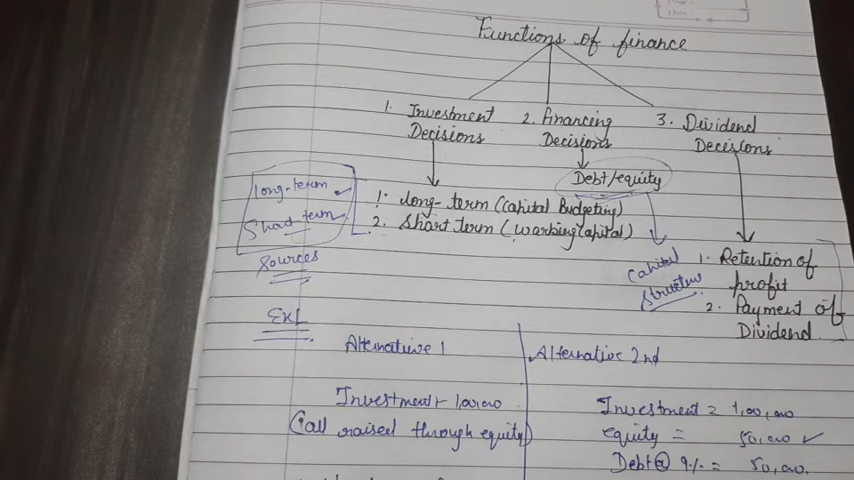 Functions of finance
1. Investment Decisions
2. Financing Decisions
3. Dividend Decisions
Debt/equity
Long-term
Short term
Sources
1. Long-term (Capital Budgeting)
2. Short term (working Capital)
Capital
Structure
1. Retention of
profit
2. Payment of
Dividend
Ex1
Alternative 1
Investment - 1,00,000
(all raised through equity)
Alternative 2nd
Investment = 1,00,000
equity = 50,000
Debt@ 9% = 50,000